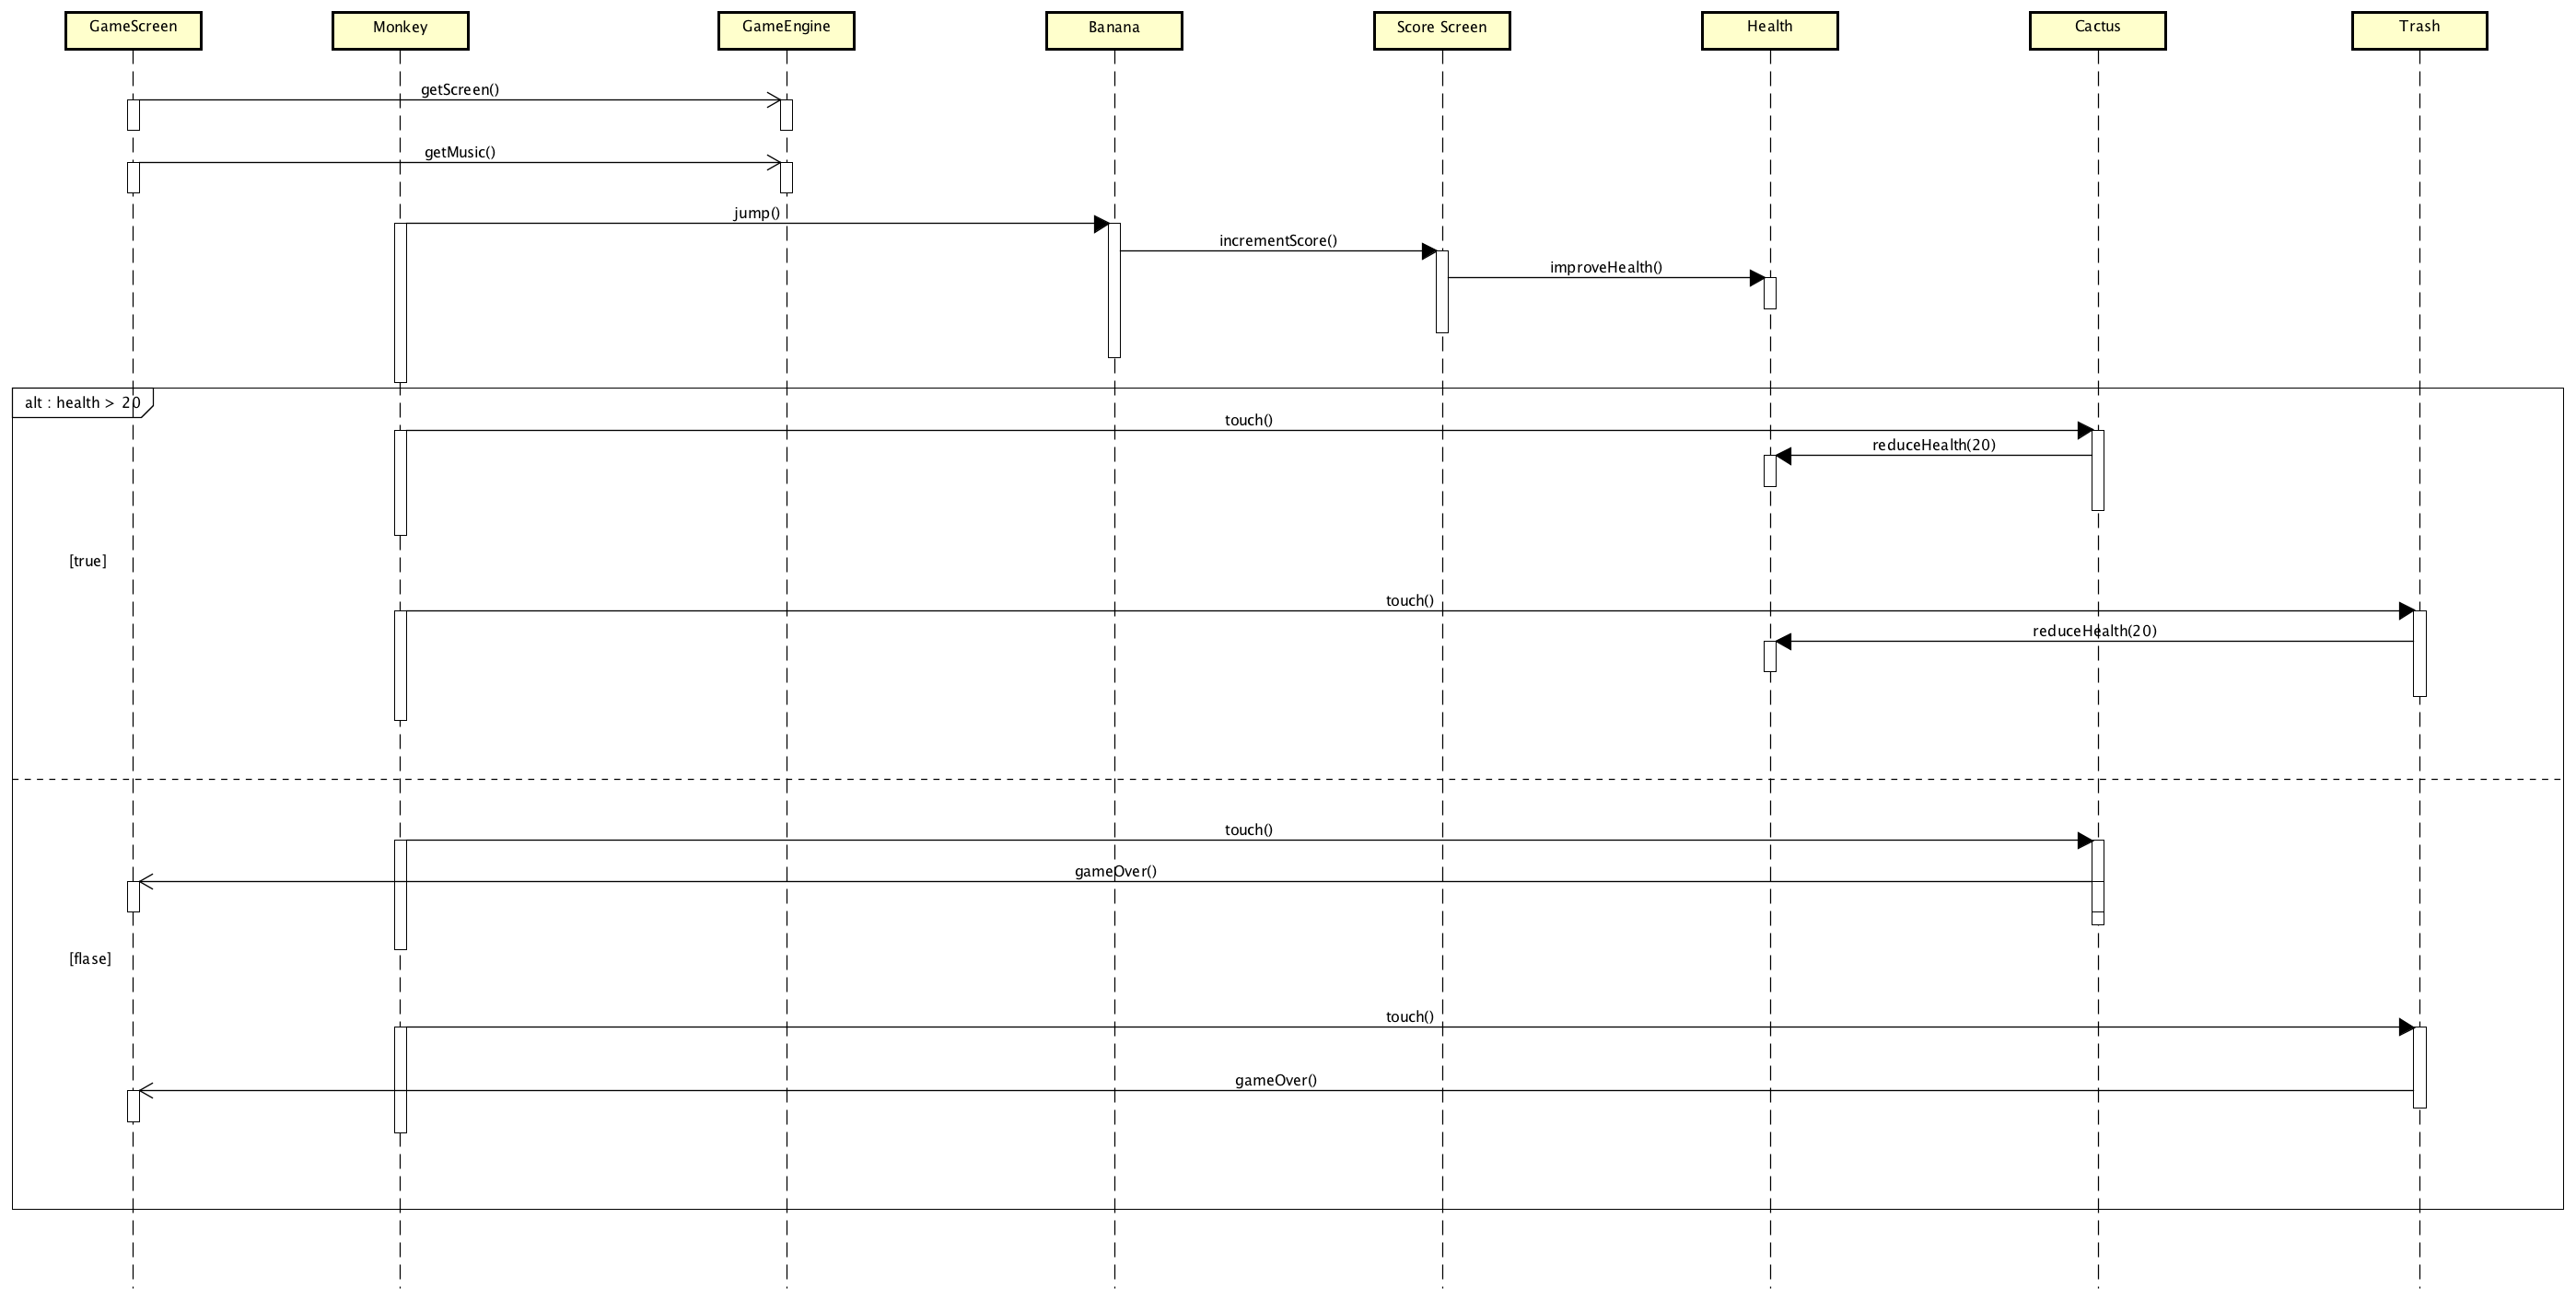 GameScreen
Monkey
GameEngine
Banana
Score Screen
Health
Cactus
Trash
getScreen()
getMusic()
jump()
incrementScore()
improveHealth()
alt : health > 20
touch()
reduceHealth(20)
[true]
touch()
reduceHealth(20)
touch()
gameOver()
[flase]
touch()
gameOver()